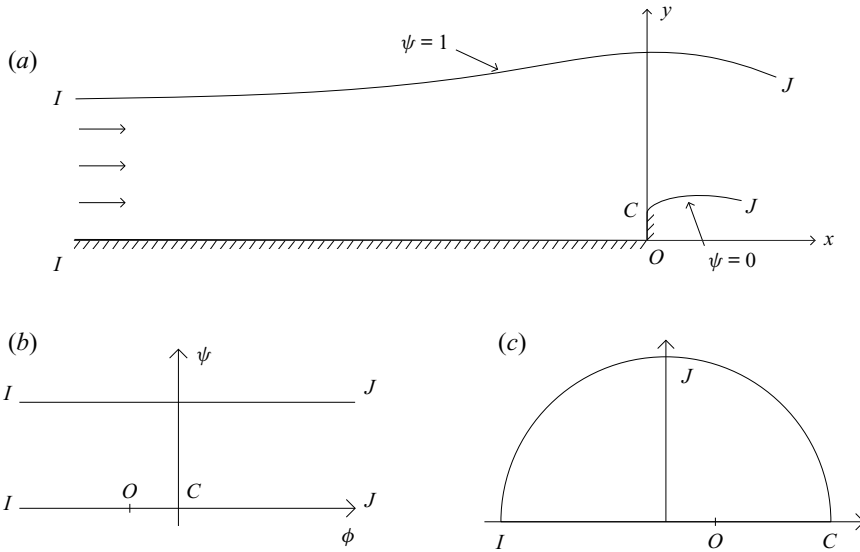 (a)
y
ψ = 1
I
J
C
J
x
I
O
ψ = 0
(b)
ψ
I
J
O
C
I
J
ϕ
(c)
J
I
O
C